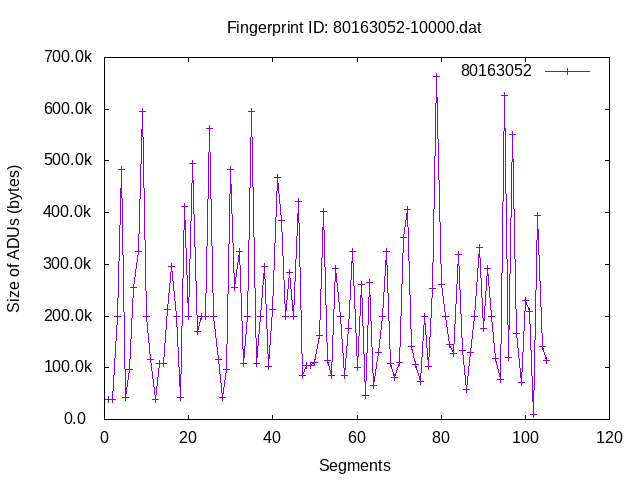 Fingerprint ID: 80163052-10000.dat
80163052
700.0k
600.0k
500.0k
400.0k
300.0k
200.0k
100.0k
0.0
Size of ADUs (bytes)
0 20 40 60 80 100 120
Segments